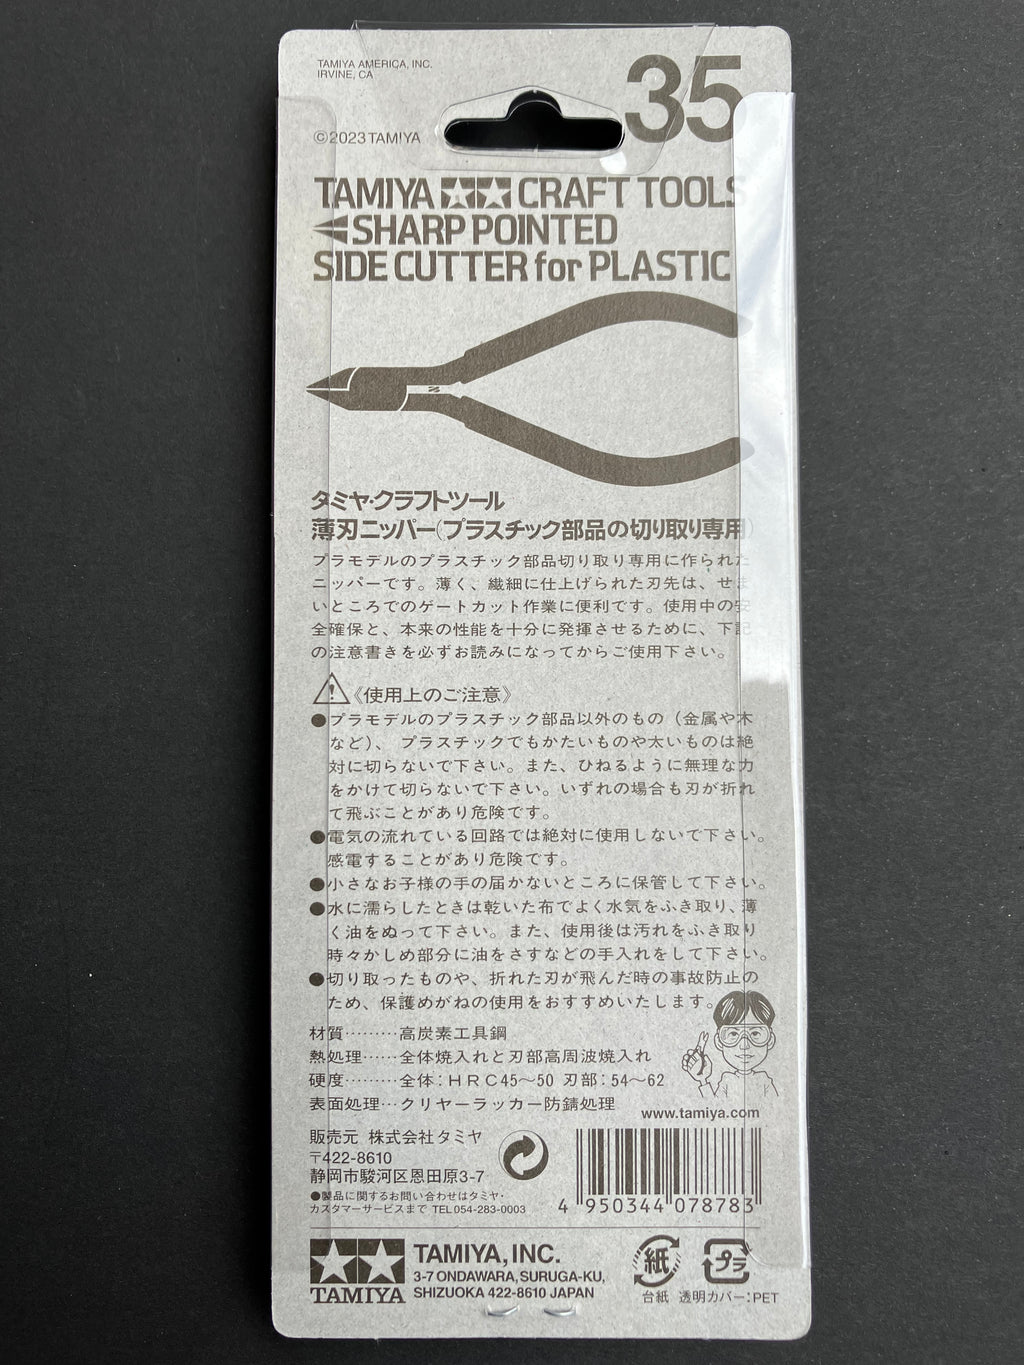 TAMIYA AMERICA, INC.
IRVINE, CA
35
©2023 TAMIYA
TAMIYA CRAFT TOOLS
SHARP POINTED
SIDE CUTTER for PLASTIC
タミヤ・クラフトツール
薄刃ニッパー(プラスチック部品の切り取り専用)
プラモデルのプラスチック部品切り取り専用に作られた
ニッパーです。薄く、繊細に仕上げられた刃先は、せま
いところでのゲートカット作業に便利です。使用中の安
全確保と、本来の性能を十分に発揮させるために、下記
の注意書きを必ずお読みになってからご使用下さい。
《使用上のご注意》
●プラモデルのプラスチック部品以外のもの(金属や木
など)、プラスチックでもかたいものや太いものは絶
対に切らないで下さい。また、ひねるように無理な力
をかけて切らないで下さい。いずれの場合も刃が折れ
て飛ぶことがあり危険です。
●電気の流れている回路では絶対に使用しないで下さい。
感電することがあり危険です。
●小さなお子様の手の届かないところに保管して下さい。
●水に濡らしたときは乾いた布でよく水気をふき取り、薄
く油をぬって下さい。また、使用後は汚れをふき取り
時々かしめ部分に油をさすなどの手入れをして下さい。
●切り取ったものや、折れた刃が飛んだ時の事故防止の
ため、保護めがねの使用をおすすめいたします。
材質………高炭素工具鋼
熱処理……全体焼入れと刃部高周波焼入れ
硬度………全体:HRC45〜50 刃部:54〜62
表面処理…クリヤーラッカー防錆処理
www.tamiya.com
販売元 株式会社タミヤ
〒422-8610
静岡市駿河区恩田原3-7
●製品に関するお問い合わせはタミヤ・
カスタマーサービスまで TEL 054-283-0003
4 950344 078783
TAMIYA
TAMIYA, INC.
3-7 ONDAWARA, SURUGA-KU,
SHIZUOKA 422-8610 JAPAN
紙
台紙
プラ
透明カバー:PET